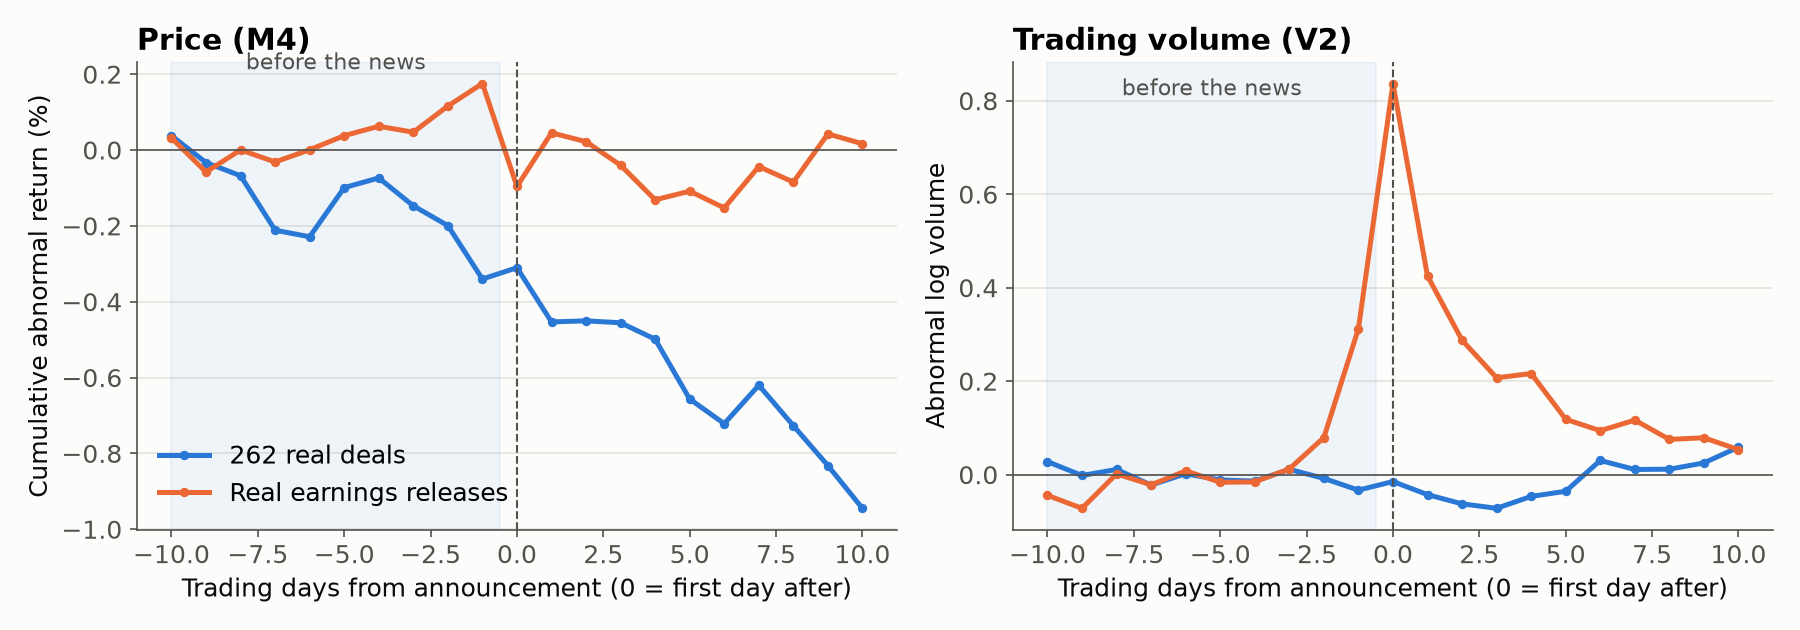 Price (M4)
before the news
Cumulative abnormal return (%)
0.2
0.0
−0.2
−0.4
−0.6
−0.8
−1.0
262 real deals
Real earnings releases
−10.0 −7.5 −5.0 −2.5 0.0 2.5 5.0 7.5 10.0
Trading days from announcement (0 = first day after)
Trading volume (V2)
before the news
Abnormal log volume
0.8
0.6
0.4
0.2
0.0
−10.0 −7.5 −5.0 −2.5 0.0 2.5 5.0 7.5 10.0
Trading days from announcement (0 = first day after)